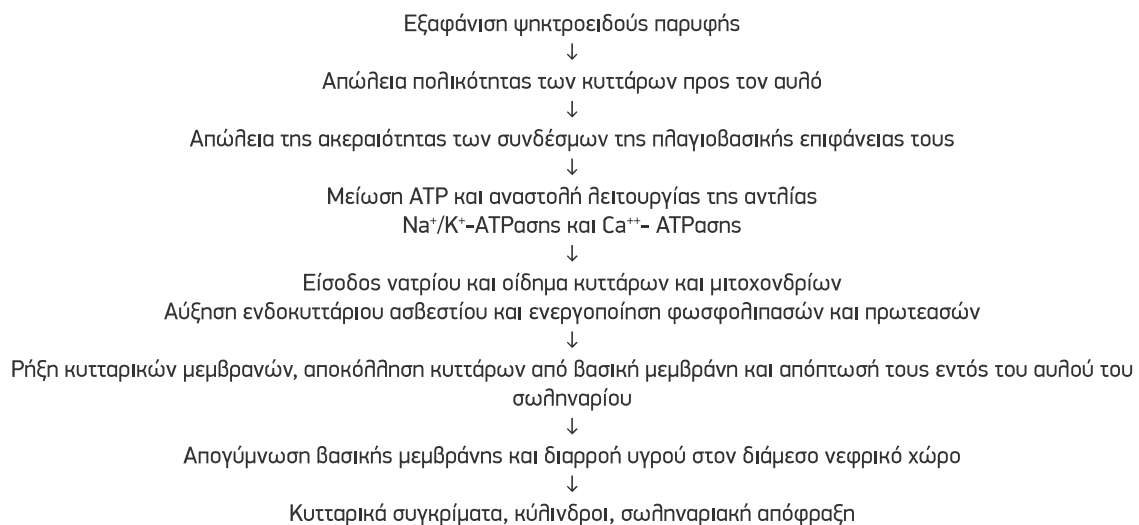 Εξαφάνιση ψηκτροειδούς παρυφής
↓
Απώλεια πολικότητας των κυττάρων προς τον αυλό
↓
Απώλεια της ακεραιότητας των συνδέσμων της πλαγιοβασικής επιφάνειας τους
↓
Μείωση ATP και αναστολή λειτουργίας της αντλίας
Na⁺/K⁺-ATPασης και Ca⁺⁺- ATPασης
↓
Είσοδος νατρίου και οίδημα κυττάρων και μιτοχονδρίων
Αύξηση ενδοκυττάριου ασβεστίου και ενεργοποίηση φωσφολιπασών και πρωτεασών
↓
Ρήξη κυτταρικών μεμβρανών, αποκόλληση κυττάρων από βασική μεμβράνη και απόπτωσή τους εντός του αυλού του
σωληναρίου
↓
Απογύμνωση βασικής μεμβράνης και διαρροή υγρού στον διάμεσο νεφρικό χώρο
↓
Κυτταρικά συγκρίματα, κύλινδροι, σωληναριακή απόφραξη